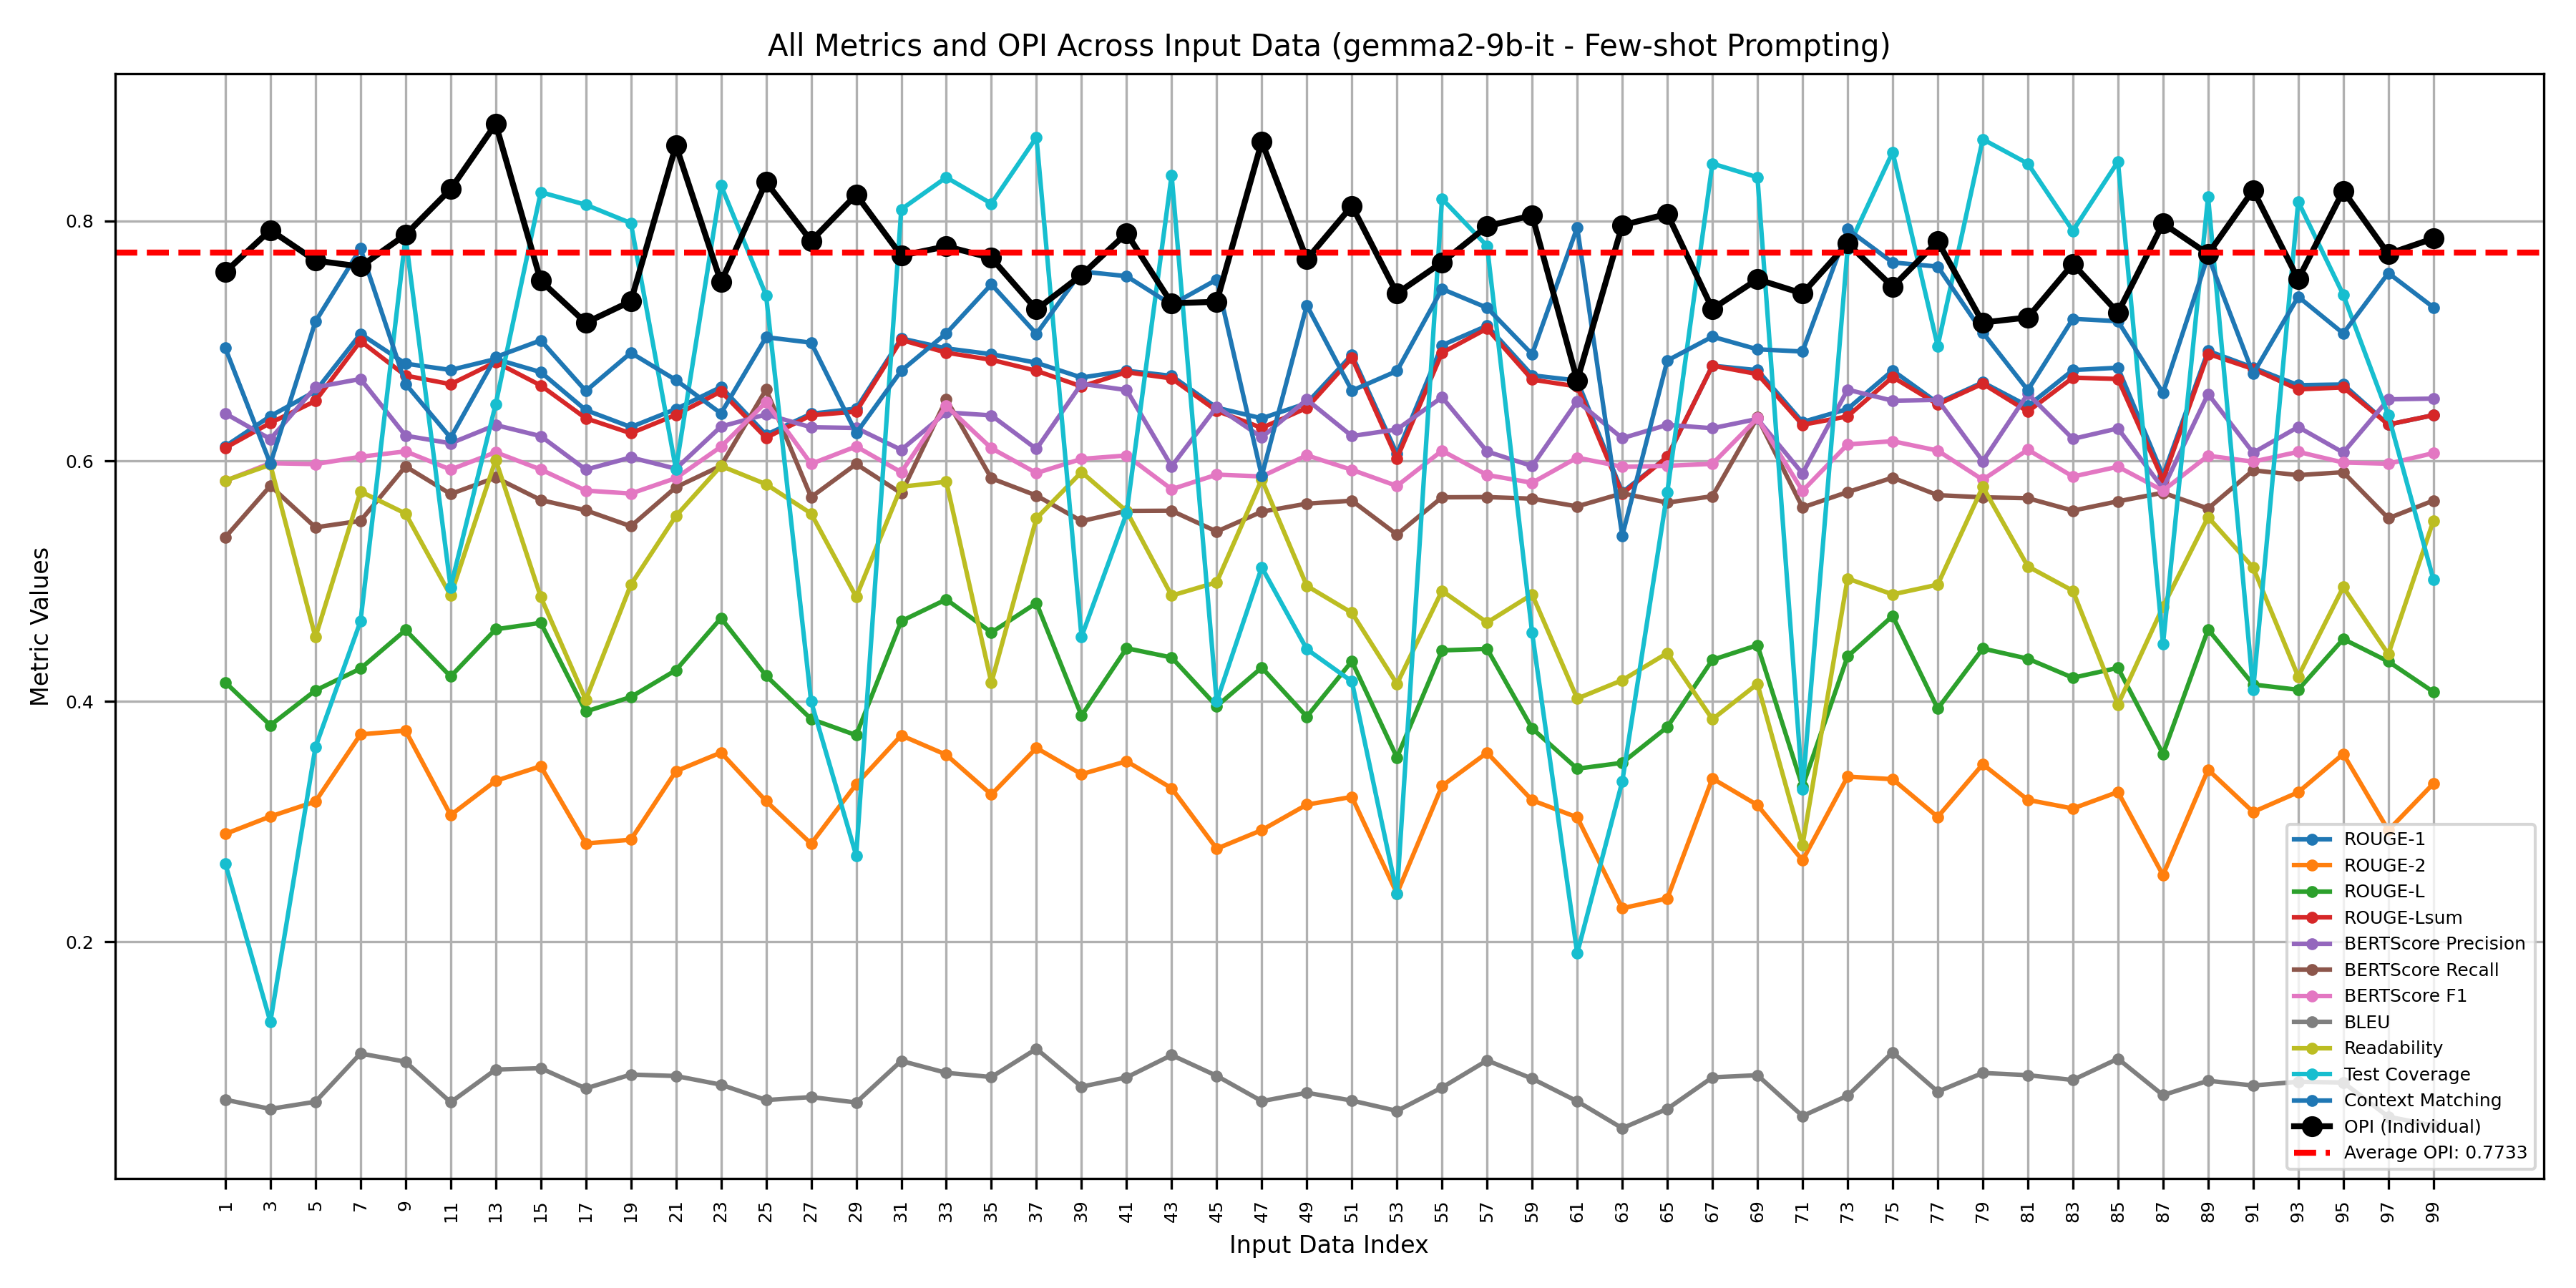 All Metrics and OPI Across Input Data (gemma2-9b-it - Few-shot Prompting)
Metric Values
0.8
0.6
0.4
0.2
ROUGE-1
ROUGE-2
ROUGE-L
ROUGE-Lsum
BERTScore Precision
BERTScore Recall
BERTScore F1
BLEU
Readability
Test Coverage
Context Matching
OPI (Individual)
Average OPI: 0.7733
1 3 5 7 9 11 13 15 17 19 21 23 25 27 29 31 33 35 37 39 41 43 45 47 49 51 53 55 57 59 61 63 65 67 69 71 73 75 77 79 81 83 85 87 89 91 93 95 97 99
Input Data Index